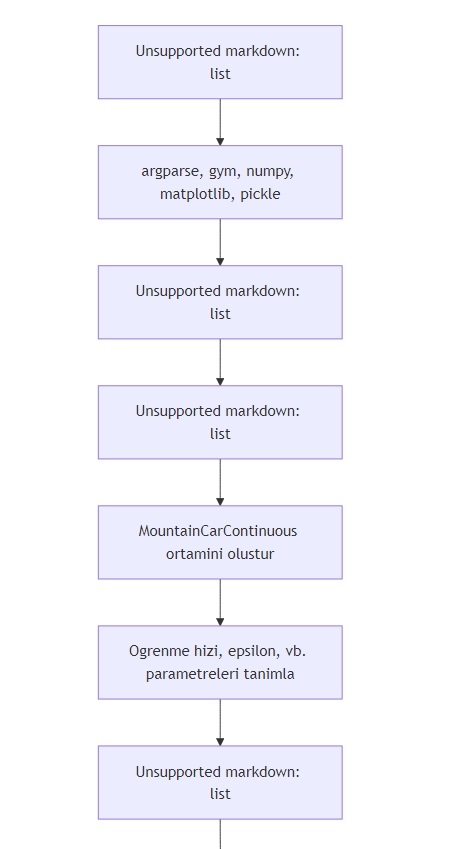 Unsupported markdown:
list
argparse, gym, numpy,
matplotlib, pickle
Unsupported markdown:
list
Unsupported markdown:
list
MountainCarContinuous
ortamini olustur
Ogrenme hizi, epsilon, vb.
parametreleri tanimla
Unsupported markdown:
list